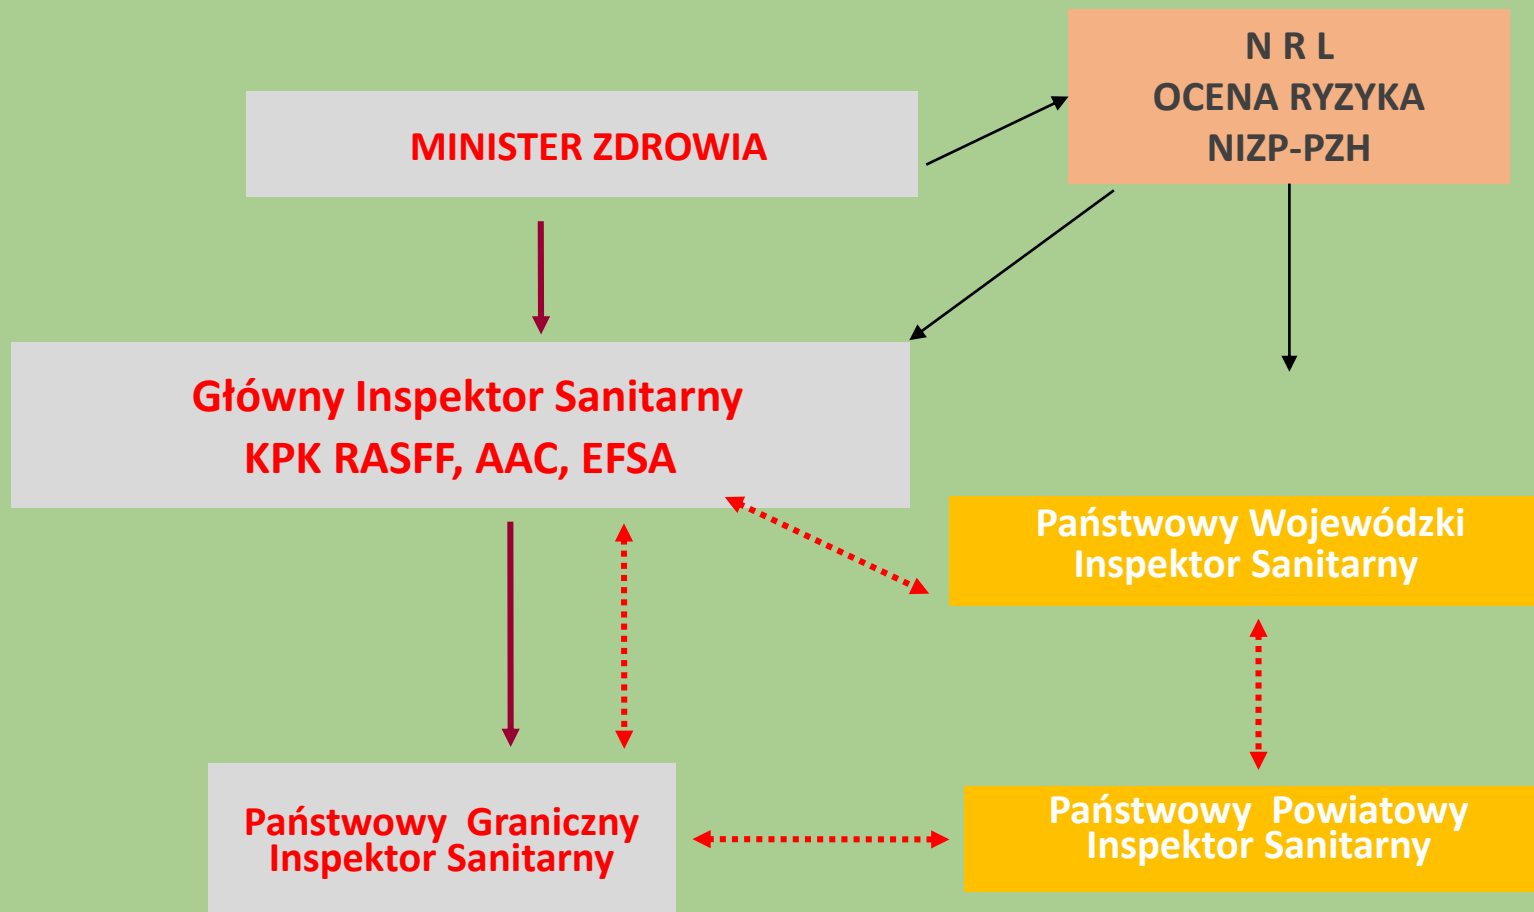 N R L
OCENA RYZYKA
NIZP-PZH
MINISTER ZDROWIA
Główny Inspektor Sanitarny
KPK RASFF, AAC, EFSA
Państwowy Wojewódzki
Inspektor Sanitarny
Państwowy Graniczny
Inspektor Sanitarny
Państwowy Powiatowy
Inspektor Sanitarny